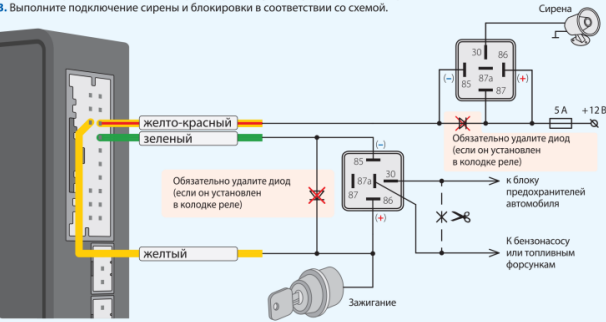 3. Выполните подключение сирены и блокировки в соответствии со схемой.
Сирена
30
86
(–)
85
87a
(+)
87
5 А
+12 В
желто-красный
зеленый
Обязательно удалите диод
(если он установлен
в колодке реле)
85
(–)
Обязательно удалите диод
(если он установлен
в колодке реле)
87a
30
87
86
(+)
к блоку
предохранителей
автомобиля
желтый
К бензонасосу
или топливным
форсункам
Зажигание